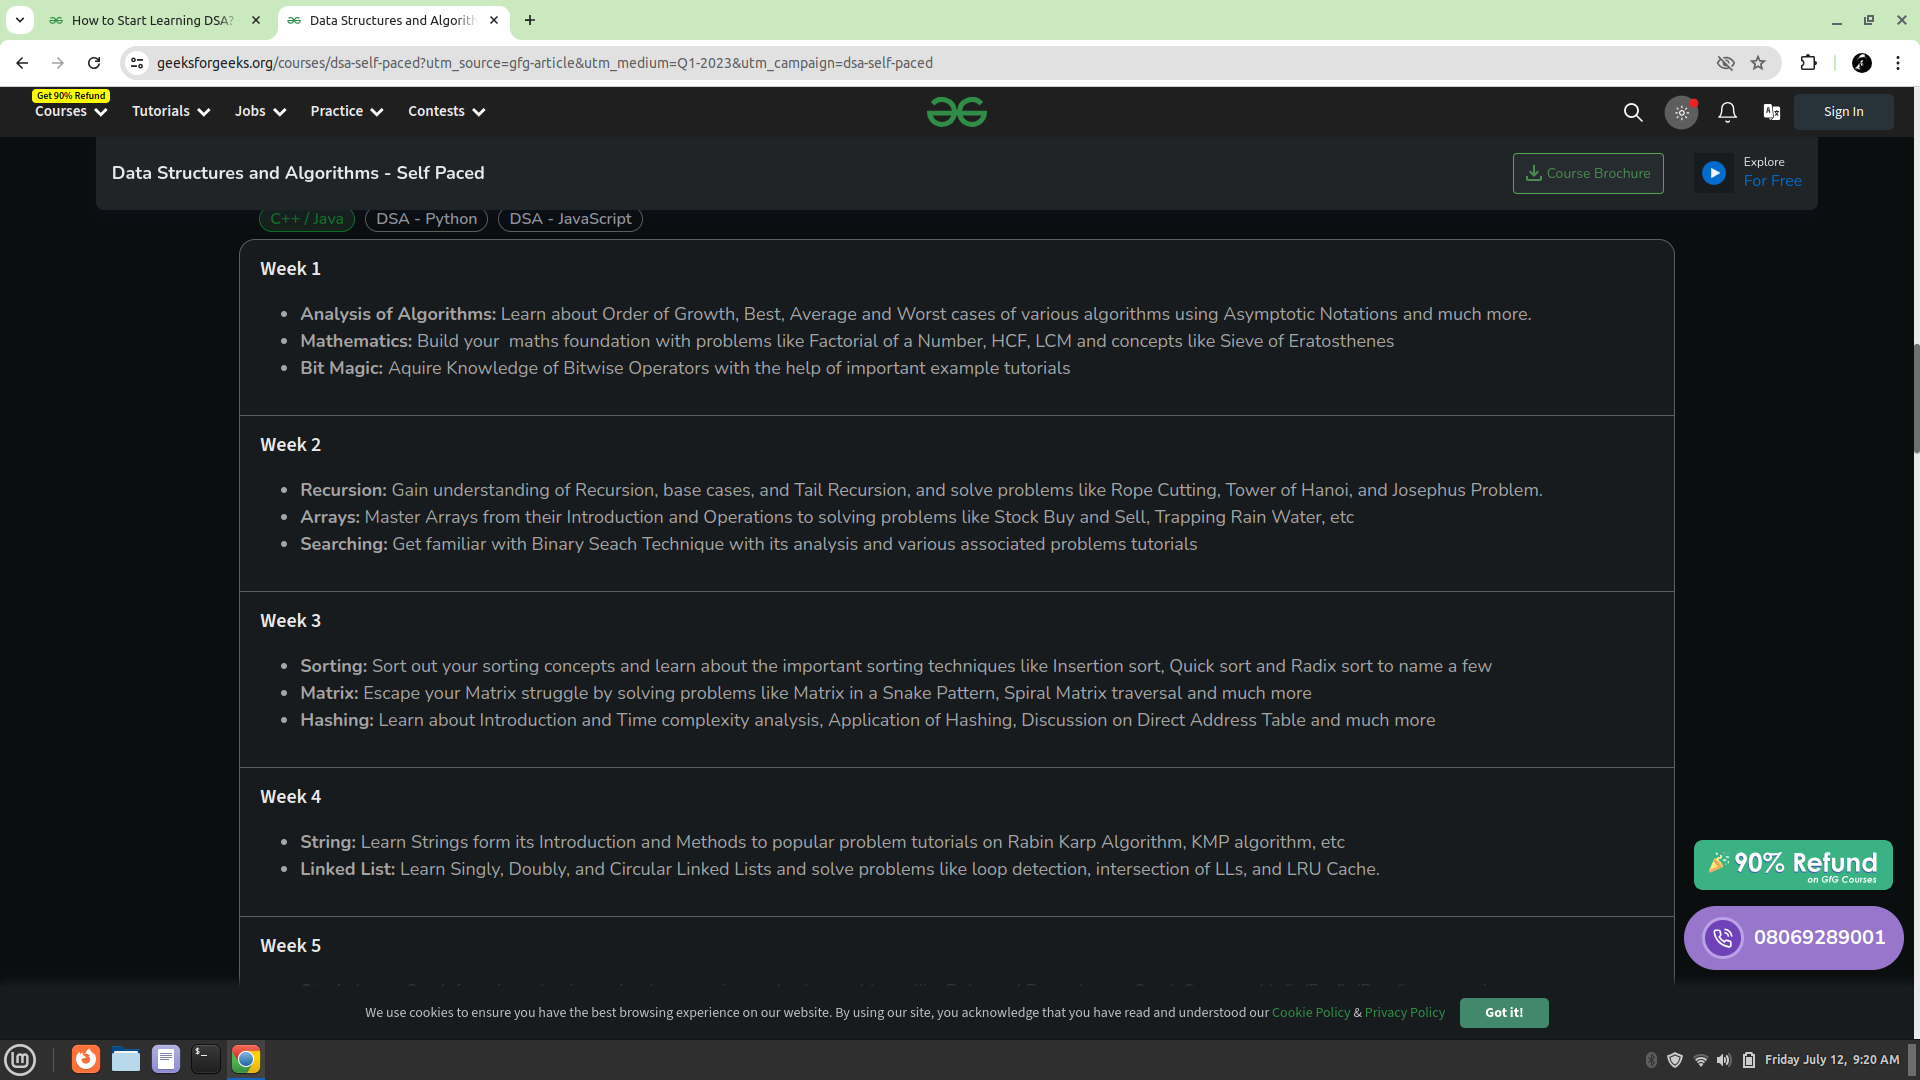 How to Start Learning DSA?
Data Structures and Algorith
geeksforgeeks.org/courses/dsa-self-paced?utm_source=gfg-article&utm_medium=Q1-2023&utm_campaign=dsa-self-paced
Get 90% Refund
Courses Tutorials Jobs Practice Contests Sign In
Data Structures and Algorithms - Self Paced
Course Brochure
Explore
For Free
C++ / Java DSA - Python DSA - JavaScript
Week 1
• Analysis of Algorithms: Learn about Order of Growth, Best, Average and Worst cases of various algorithms using Asymptotic Notations and much more.
• Mathematics: Build your  maths foundation with problems like Factorial of a Number, HCF, LCM and concepts like Sieve of Eratosthenes
• Bit Magic: Aquire Knowledge of Bitwise Operators with the help of important example tutorials
Week 2
• Recursion: Gain understanding of Recursion, base cases, and Tail Recursion, and solve problems like Rope Cutting, Tower of Hanoi, and Josephus Problem.
• Arrays: Master Arrays from their Introduction and Operations to solving problems like Stock Buy and Sell, Trapping Rain Water, etc
• Searching: Get familiar with Binary Seach Technique with its analysis and various associated problems tutorials
Week 3
• Sorting: Sort out your sorting concepts and learn about the important sorting techniques like Insertion sort, Quick sort and Radix sort to name a few
• Matrix: Escape your Matrix struggle by solving problems like Matrix in a Snake Pattern, Spiral Matrix traversal and much more
• Hashing: Learn about Introduction and Time complexity analysis, Application of Hashing, Discussion on Direct Address Table and much more
Week 4
• String: Learn Strings form its Introduction and Methods to popular problem tutorials on Rabin Karp Algorithm, KMP algorithm, etc
• Linked List: Learn Singly, Doubly, and Circular Linked Lists and solve problems like loop detection, intersection of LLs, and LRU Cache.
90% Refund
on GfG Courses
08069289001
Week 5
We use cookies to ensure you have the best browsing experience on our website. By using our site, you acknowledge that you have read and understood our Cookie Policy & Privacy Policy Got it!
Friday July 12, 9:20 AM